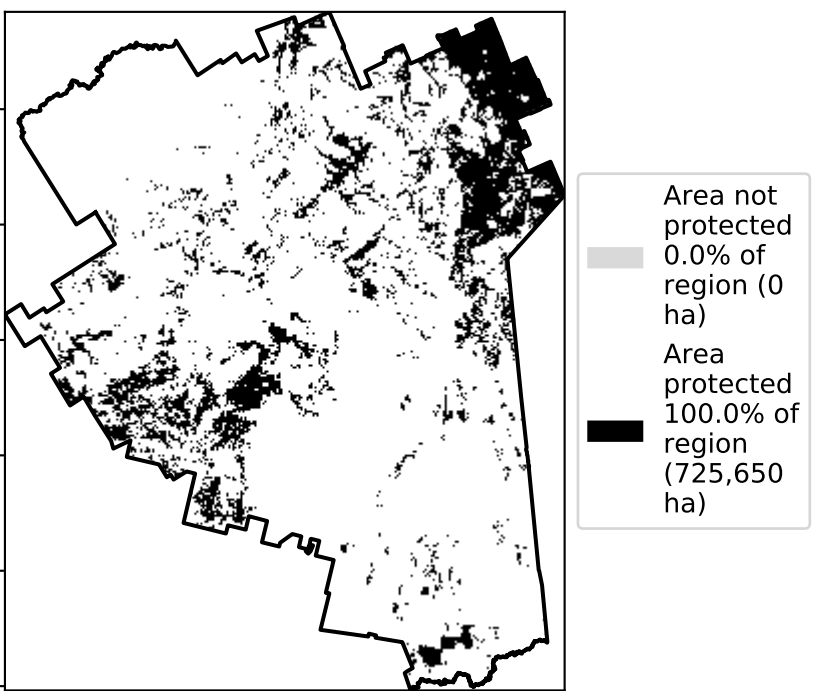 Area not
protected
0.0% of
region (0
ha)
Area
protected
100.0% of
region
(725,650
ha)